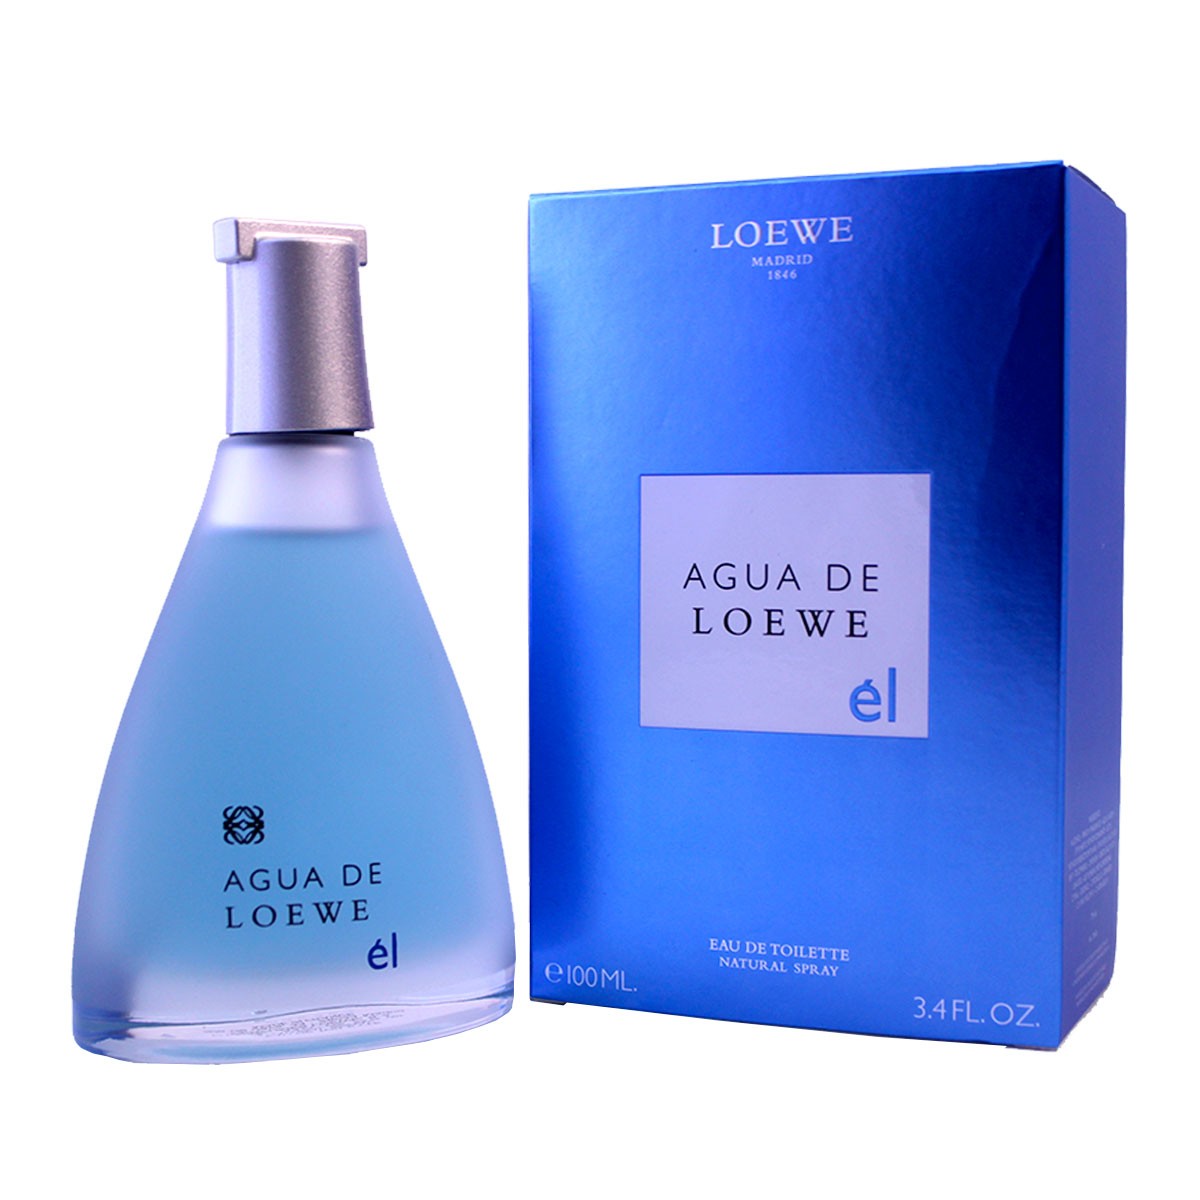 AGUA DE
LOEWE
él
LOEWE
MADRID
1846
AGUA DE
LOEWE
él
EAU DE TOILETTE
NATURAL SPRAY
℮100 ML.
3.4 FL. OZ.